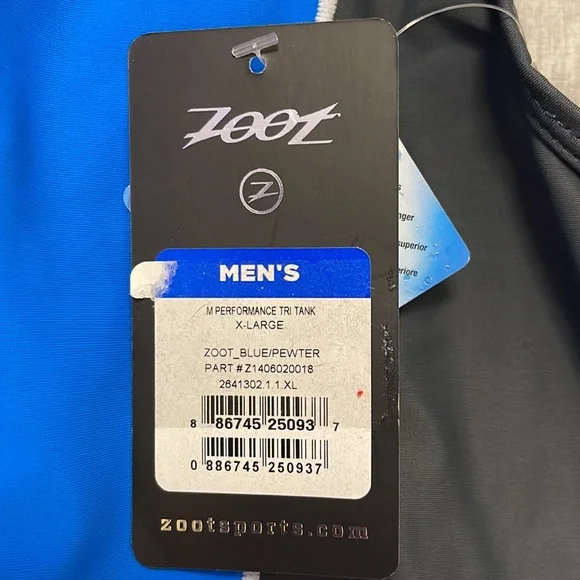 ZOOT
Z
MEN'S
M PERFORMANCE TRI TANK
X-LARGE
ZOOT_BLUE/PEWTER
PART # Z1406020018
2641302.1.1.XL
8 86745 25093 7
0 886745 250937
zootsports.com
superior